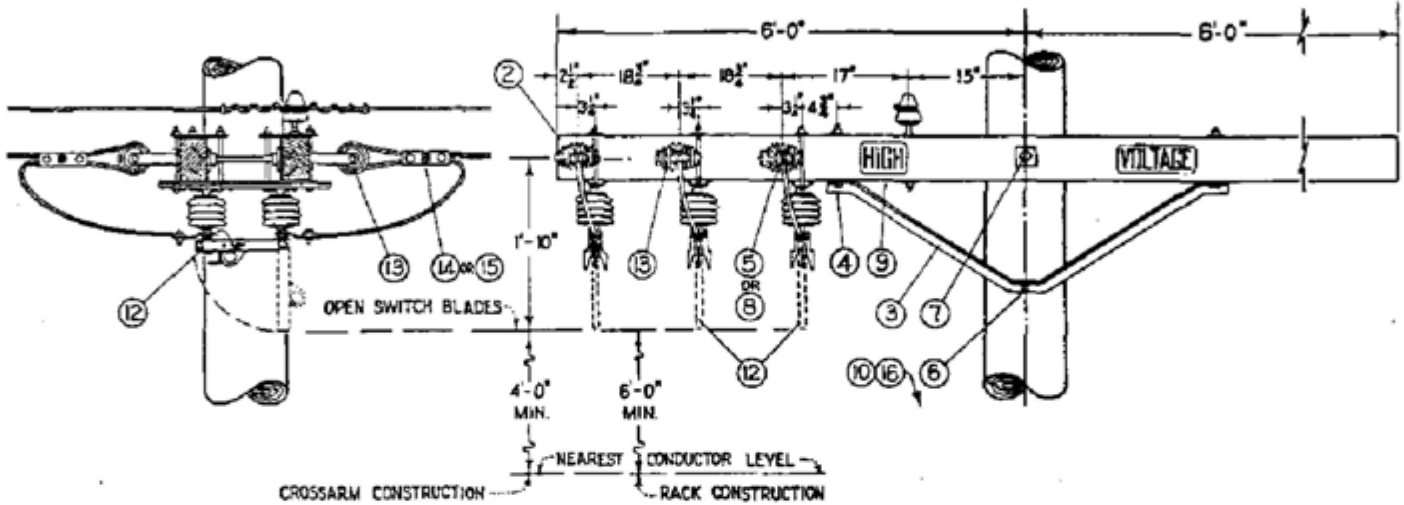 6'-0" 6'-0"
2½" 18¾" 18¾" 17" 15"
3½" 3½" 3½" 4¾"
2
HIGH VOLTAGE
1'-10"
13 14 OR 15 13 5 4 9
OR
8 3 7
12
OPEN SWITCH BLADES
12 10 16 6
4'-0" 6'-0"
MIN. MIN.
NEAREST CONDUCTOR LEVEL
CROSSARM CONSTRUCTION RACK CONSTRUCTION